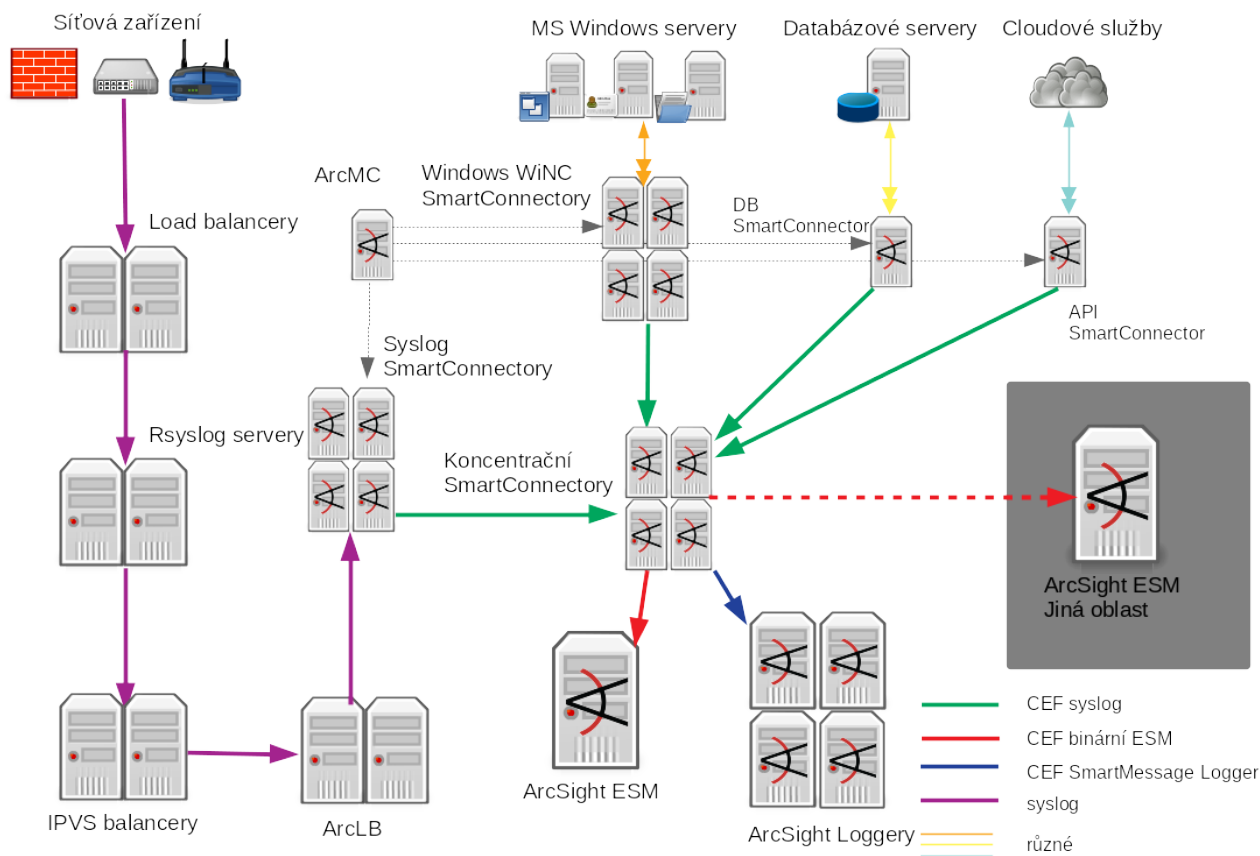 Síťová zařízení
MS Windows servery
Databázové servery
Cloudové služby
ArcMC
Windows WiNC
SmartConnectory
DB
SmartConnector
Load balancery
API
SmartConnector
Syslog
SmartConnectory
Rsyslog servery
Koncentrační
SmartConnectory
ArcSight ESM
Jiná oblast
IPVS balancery
ArcLB
ArcSight ESM
ArcSight Loggery
CEF syslog
CEF binární ESM
CEF SmartMessage Logger
syslog
různé